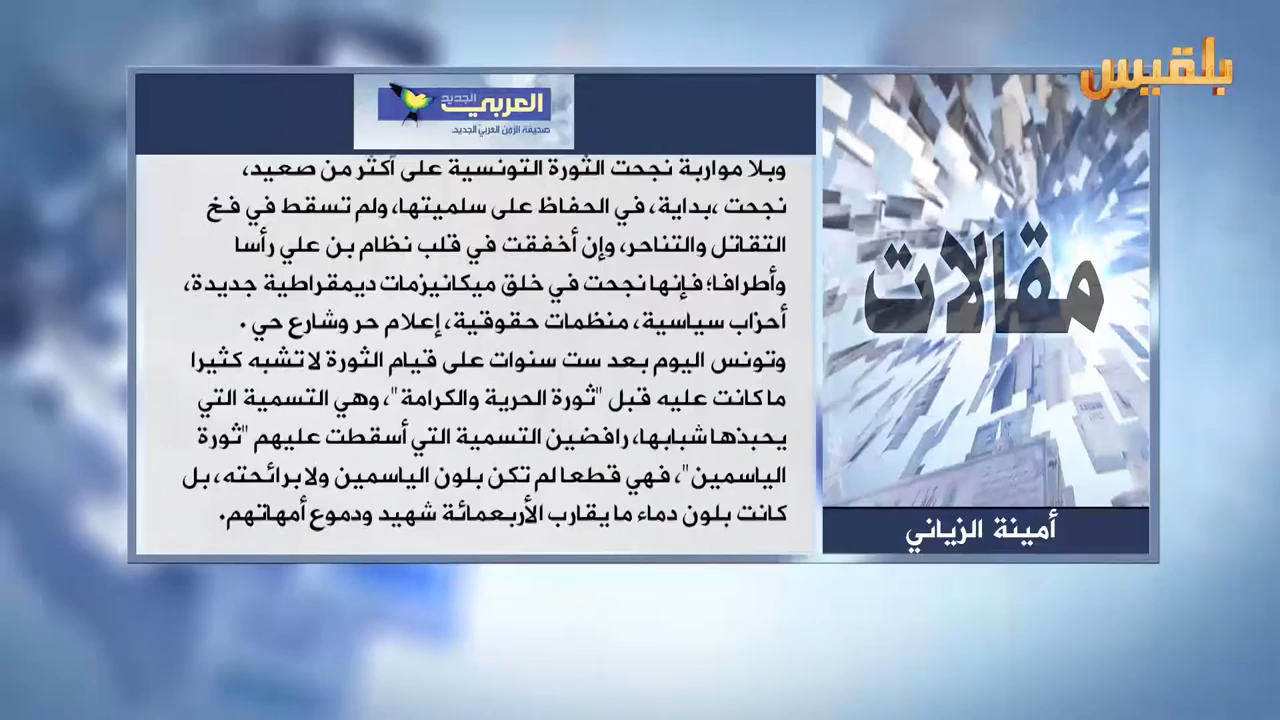 بلقيس
العربي الجديد
صحيفة الزمن العربي الجديد.
مقالات
أمينة الزياني
وبلا مواربة نجحت الثورة التونسية على أكثر من صعيد،
نجحت ،بداية، في الحفاظ على سلميتها، ولم تسقط في فخ
التقاتل والتناحر، وإن أخفقت في قلب نظام بن علي رأسا
وأطرافا؛ فإنها نجحت في خلق ميكانيزمات ديمقراطية جديدة،
أحزاب سياسية، منظمات حقوقية، إعلام حر وشارع حي .
وتونس اليوم بعد ست سنوات على قيام الثورة لا تشبه كثيرا
ما كانت عليه قبل "ثورة الحرية والكرامة"، وهي التسمية التي
يحبذها شبابها، رافضين التسمية التي أسقطت عليهم "ثورة
الياسمين"، فهي قطعا لم تكن بلون الياسمين ولا برائحته، بل
كانت بلون دماء ما يقارب الأربعمائة شهيد ودموع أمهاتهم.